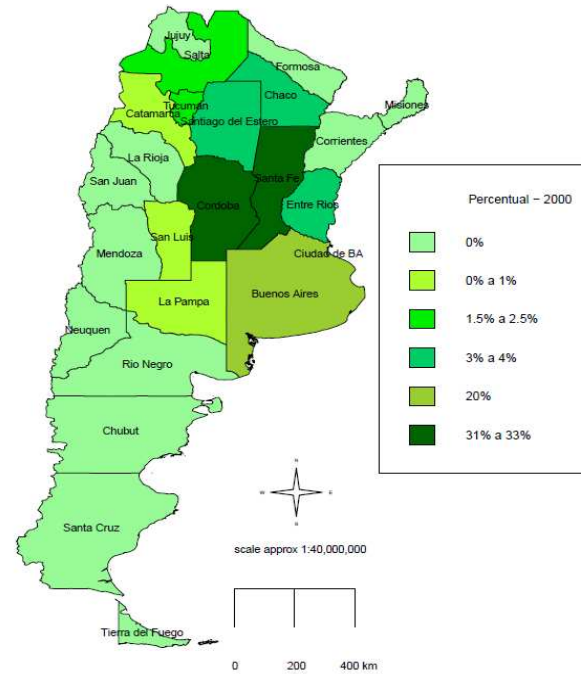 Jujuy
Salta
Formosa
Chaco
Misiones
Catamarca
Tucumán
Santiago del Estero
Corrientes
La Rioja
San Juan
Santa Fe
Cordoba
Entre Rios
San Luis
Mendoza
Ciudad de BA
Buenos Aires
La Pampa
Neuquen
Rio Negro
Chubut
Santa Cruz
Tierra del Fuego
Percentual − 2000
0%
0% a 1%
1.5% a 2.5%
3% a 4%
20%
31% a 33%
N
W E
S
scale approx 1:40,000,000
0 200 400 km